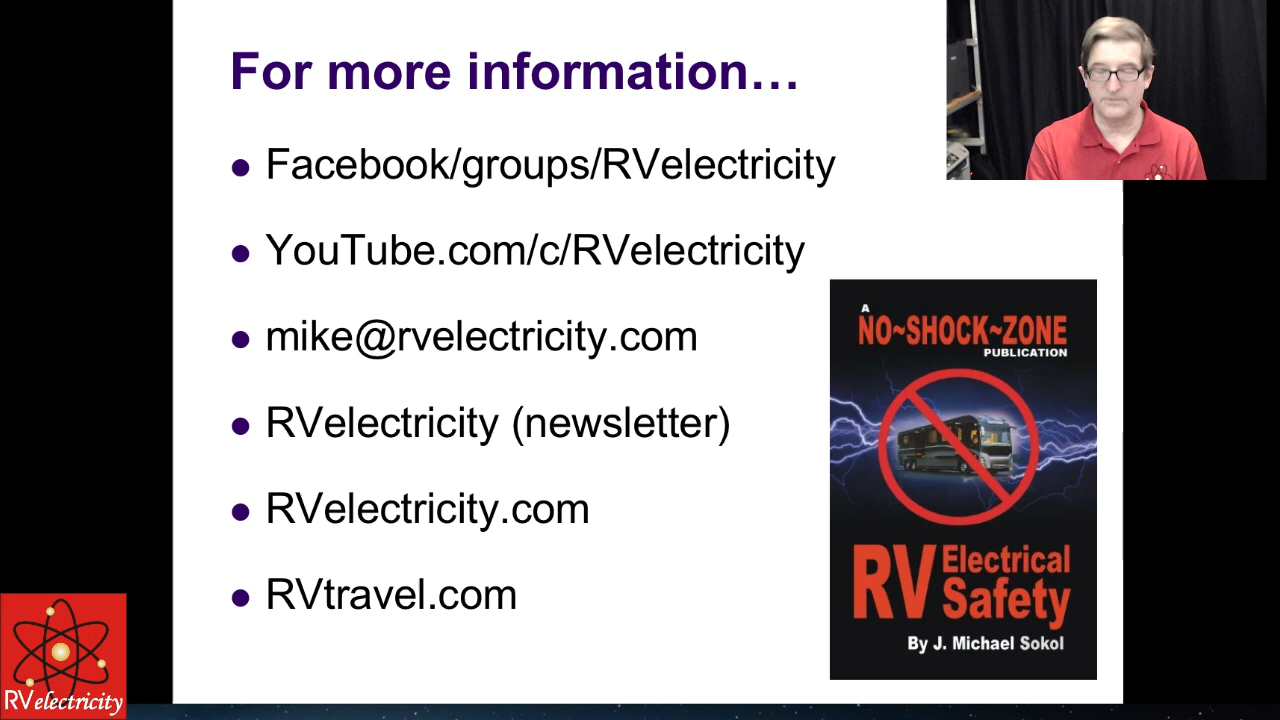 For more information…
Facebook/groups/RVelectricity
YouTube.com/c/RVelectricity
mike@rvelectricity.com
RVelectricity (newsletter)
RVelectricity.com
RVtravel.com
A
NO~SHOCK~ZONE
PUBLICATION
RV Electrical
Safety
By J. Michael Sokol
RVelectricity